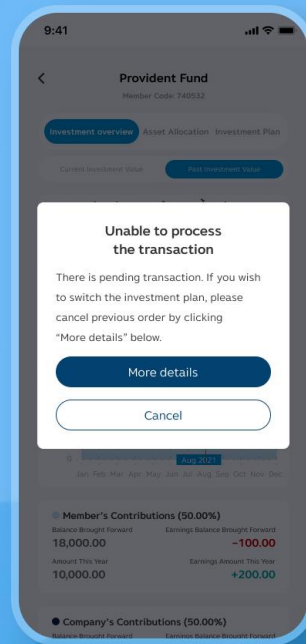 9:41
Provident Fund
Member Code: 740532
Investment overview Asset Allocation Investment Plan
Current Investment Value Past Investment Value
Unable to process
the transaction
There is pending transaction. If you wish
to switch the investment plan, please
cancel previous order by clicking
"More details" below.
More details
Cancel
0
Aug 2021
Jan Feb Mar Apr May Jun Jul Aug Sep Oct Nov Dec
Member's Contributions (50.00%)
Balance Brought Forward Earnings Balance Brought Forward
18,000.00 -100.00
Amount This Year Earnings Amount This Year
10,000.00 +200.00
Company's Contributions (50.00%)
Balance Brought Forward Earnings Balance Brought Forward